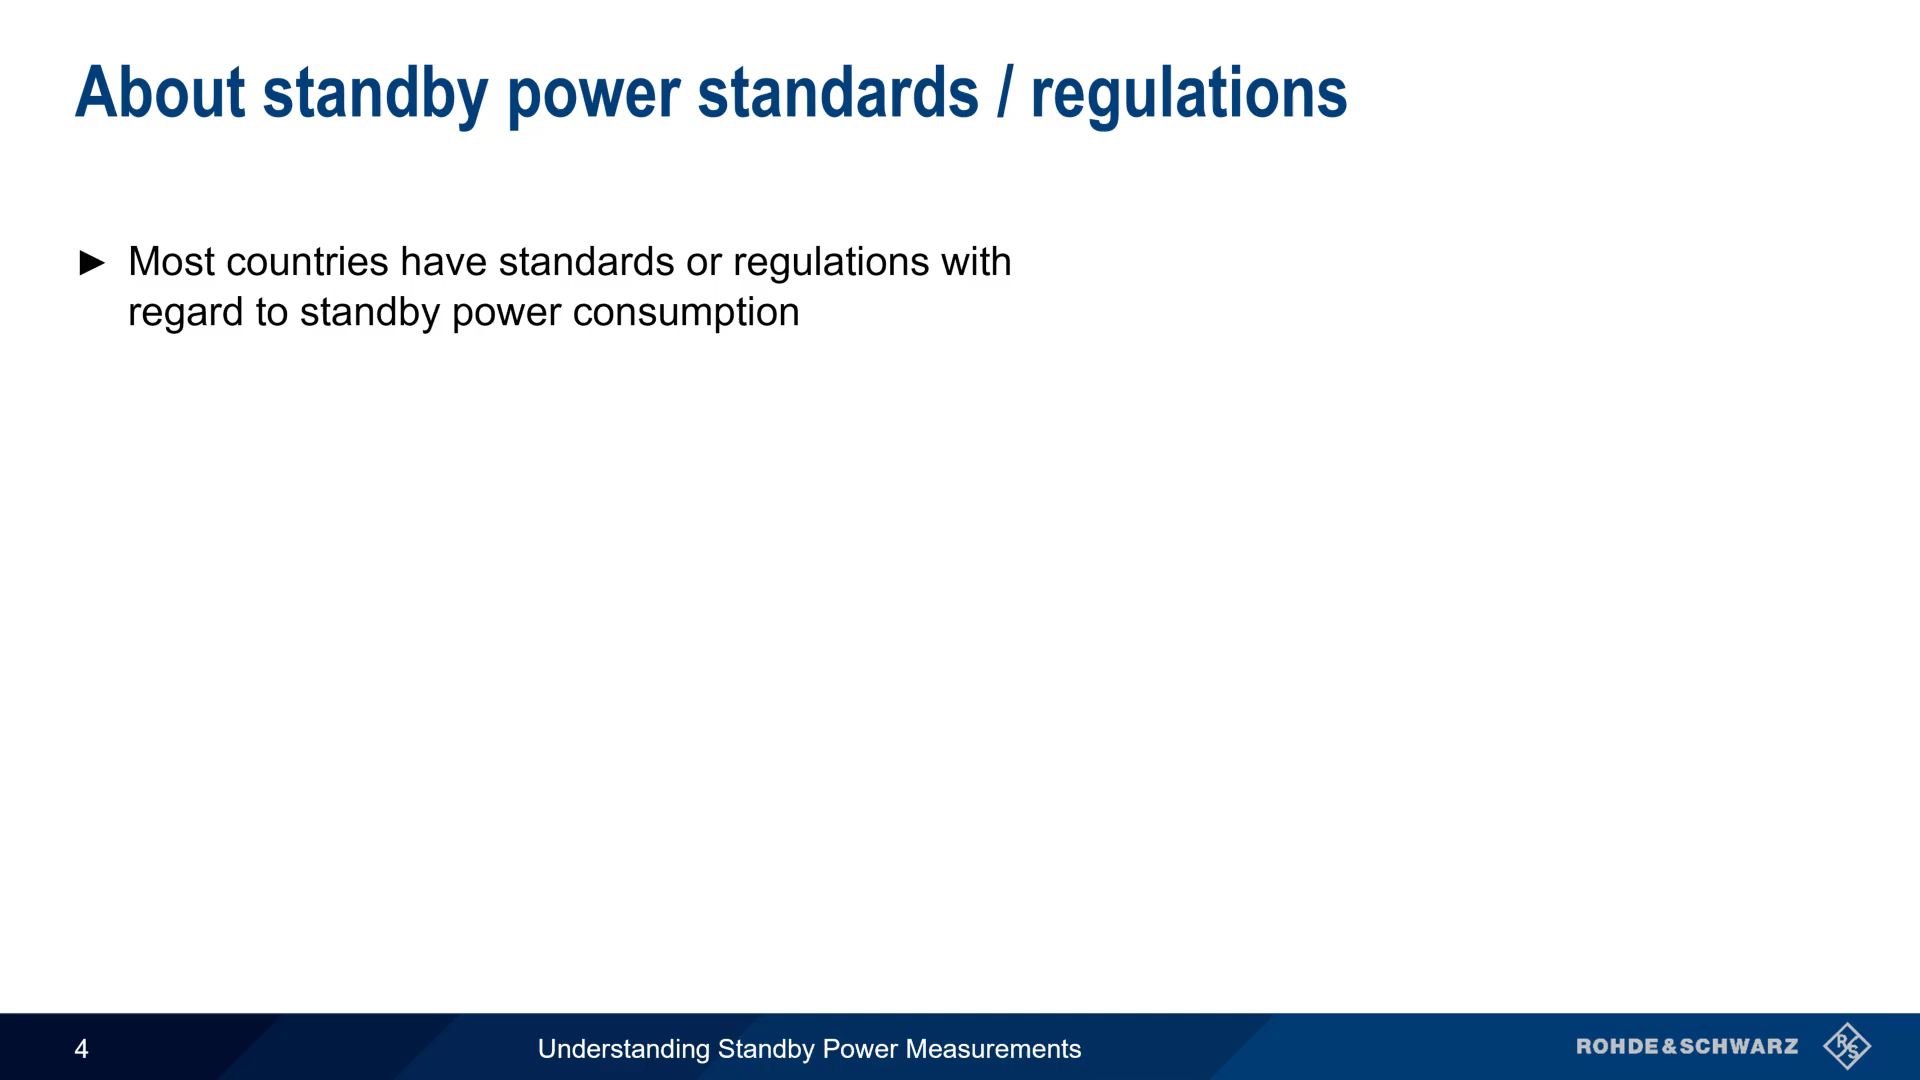 About standby power standards / regulations
► Most countries have standards or regulations with
regard to standby power consumption
4
Understanding Standby Power Measurements
ROHDE&SCHWARZ
R&S